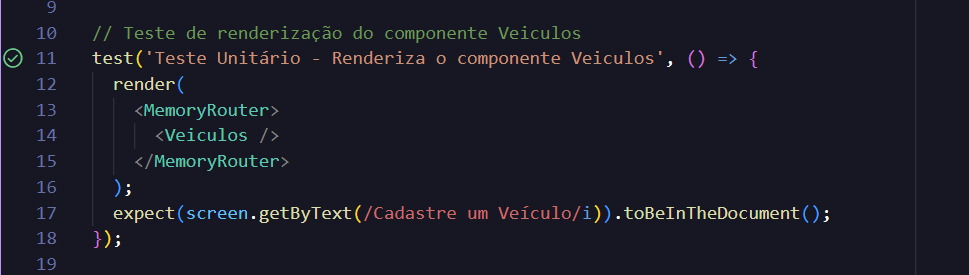 9
10 // Teste de renderização do componente Veiculos
11 test('Teste Unitário - Renderiza o componente Veiculos', () => {
12 render(
13 <MemoryRouter>
14 <Veiculos />
15 </MemoryRouter>
16 );
17 expect(screen.getByText(/Cadastre um Veículo/i)).toBeInTheDocument();
18 });
19